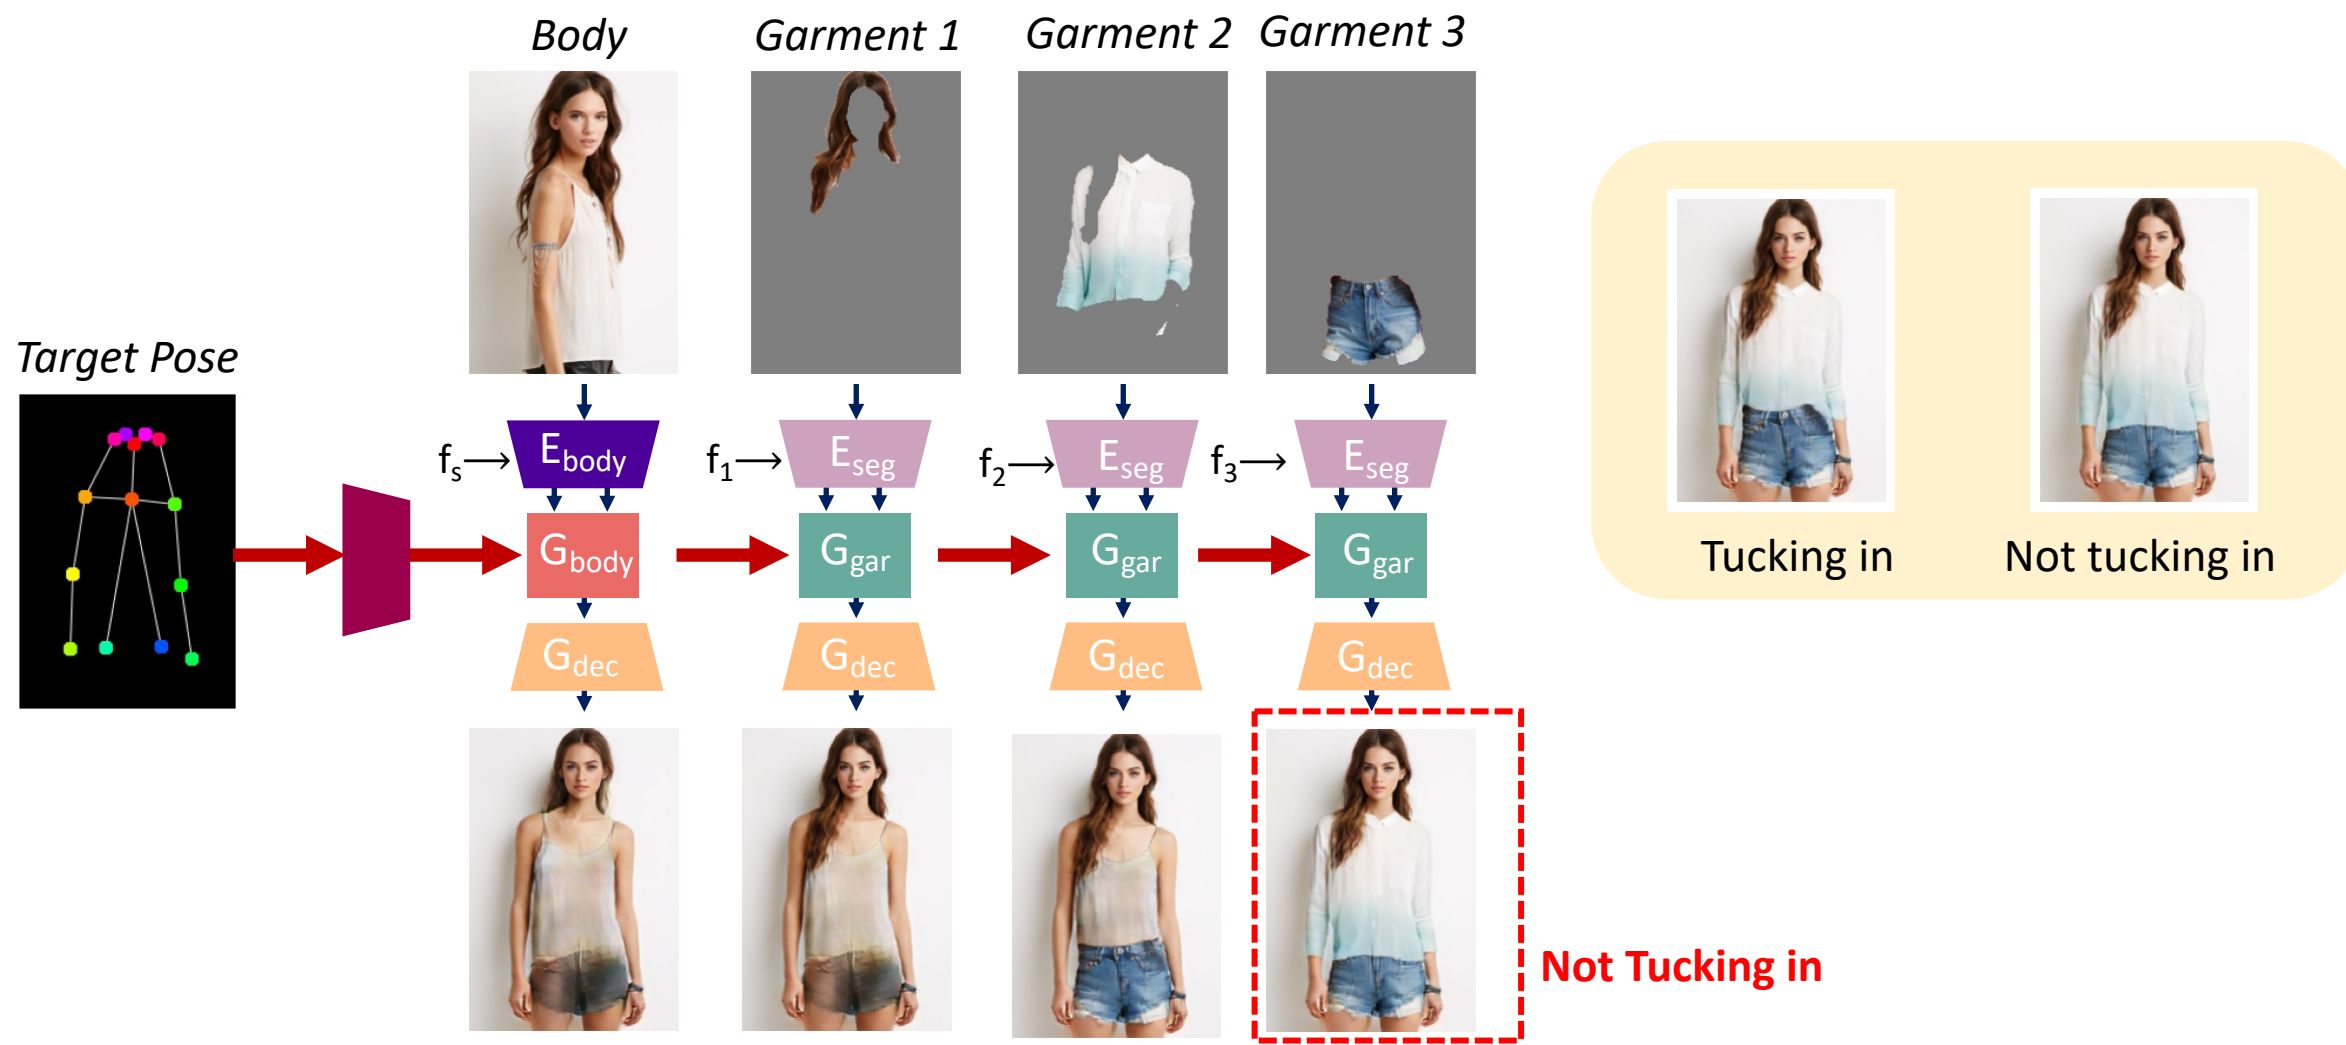 Body
Garment 1
Garment 2
Garment 3
Target Pose
fs
Ebody
f1
Eseg
f2
Eseg
f3
Eseg
Gbody
Ggar
Ggar
Ggar
Gdec
Gdec
Gdec
Gdec
Tucking in
Not tucking in
Not Tucking in